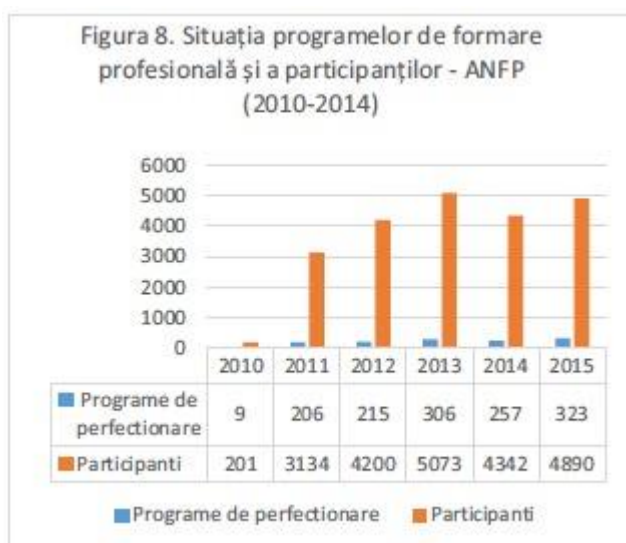 Figura 8. Situația programelor de formare
profesională și a participanților - ANFP
(2010-2014)
6000
5000
4000
3000
2000
1000
0
2010 2011 2012 2013 2014 2015
Programe de
perfectionare 9 206 215 306 257 323
Participanti 201 3134 4200 5073 4342 4890
Programe de perfectionare Participanti